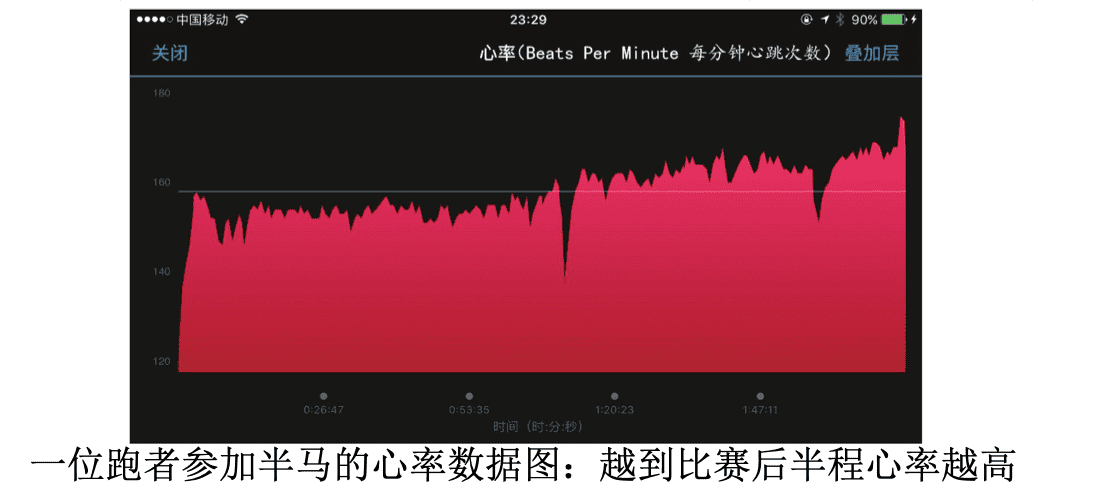 中国移动 23:29 90%
关闭 心率(Beats Per Minute 每分钟心跳次数) 叠加层
180
160
140
120
0:26:47 0:53:35 1:20:23 1:47:11
时间 (时:分:秒)
一位跑者参加半马的心率数据图：越到比赛后半程心率越高